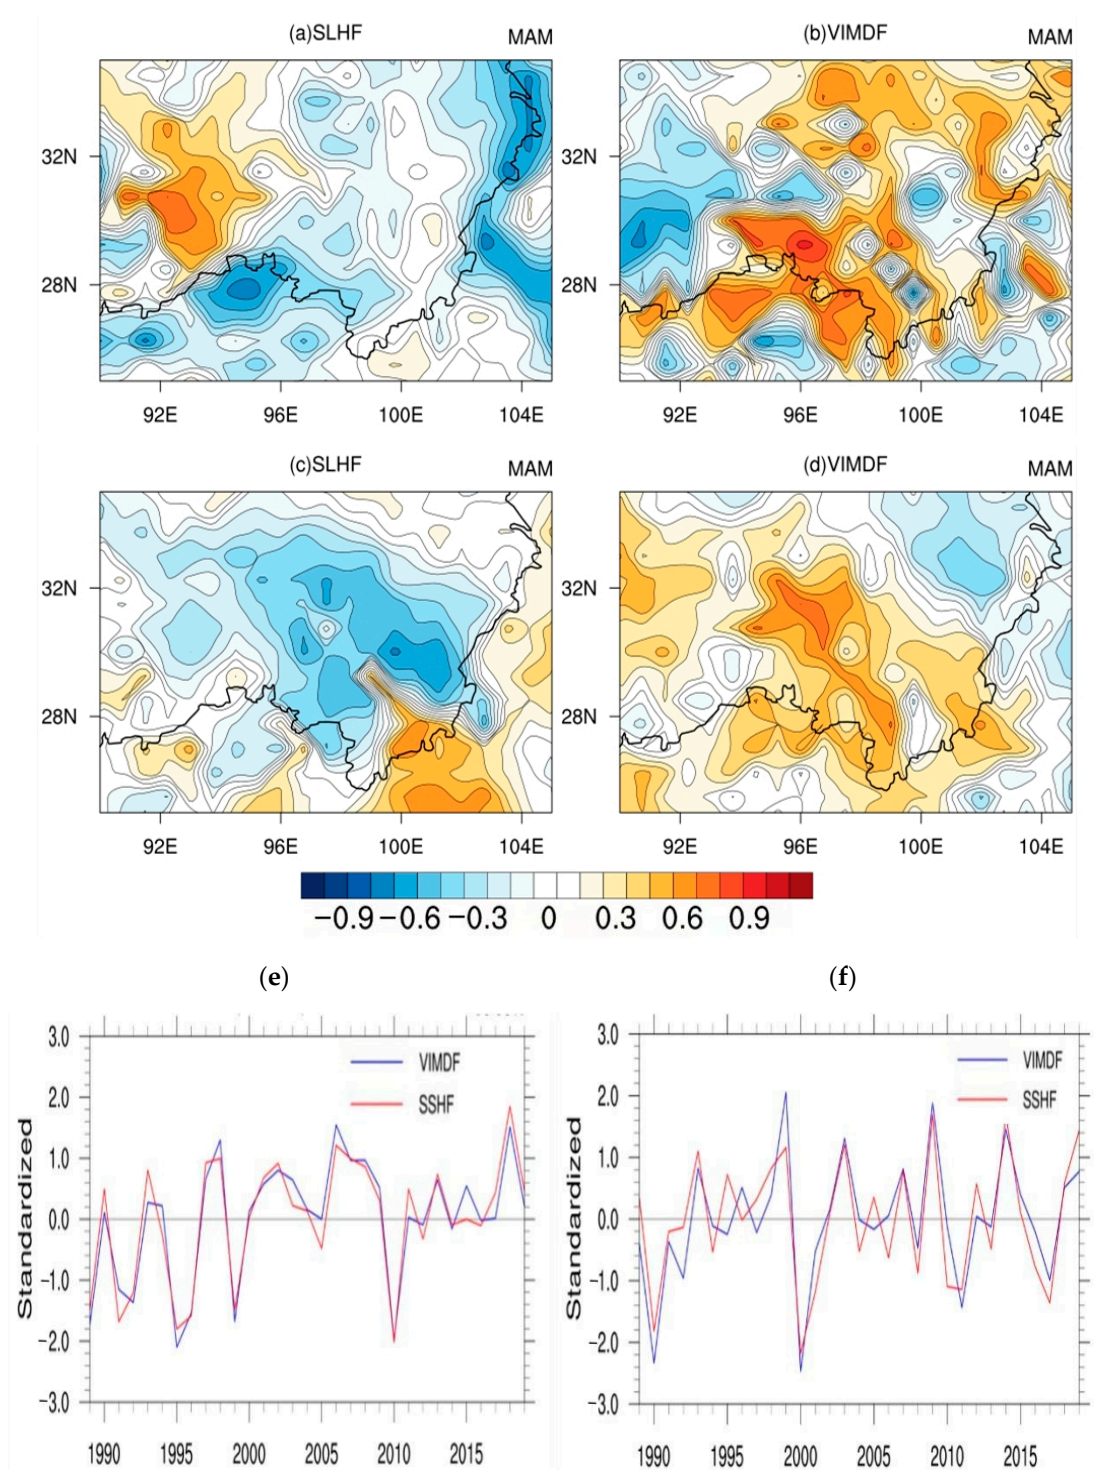 (a)SLHF MAM (b)VIMDF MAM
32N 32N
28N 28N
92E 96E 100E 104E 92E 96E 100E 104E
(c)SLHF MAM (d)VIMDF MAM
32N 32N
28N 28N
92E 96E 100E 104E 92E 96E 100E 104E
−0.9 −0.6 −0.3 0 0.3 0.6 0.9
(e) (f)
3.0 3.0
VIMDF VIMDF
2.0 2.0
SSHF SSHF
1.0 1.0
Standardized Standardized
0.0 0.0
−1.0 −1.0
−2.0 −2.0
−3.0 −3.0
1990 1995 2000 2005 2010 2015 1990 1995 2000 2005 2010 2015